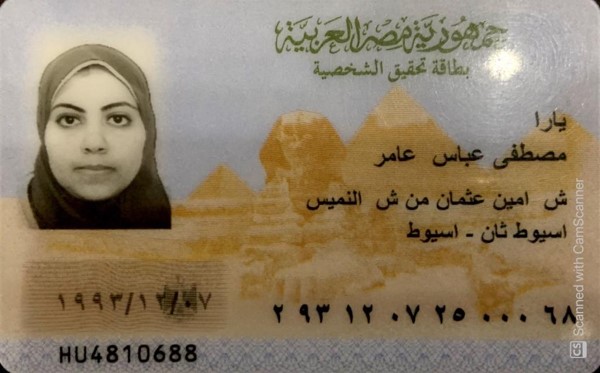 جمهورية مصر العربية
بطاقة تحقيق الشخصية
يارا
مصطفى عباس عامر
ش امين عثمان من ش النميس
اسيوط ثان - اسيوط
١٩٩٣/١٢/٠٧
٢ ٩٣ ١٢ ٠٧ ٢٥ ٠٠٠ ٦٨
HU4810688
CS Scanned with CamScanner